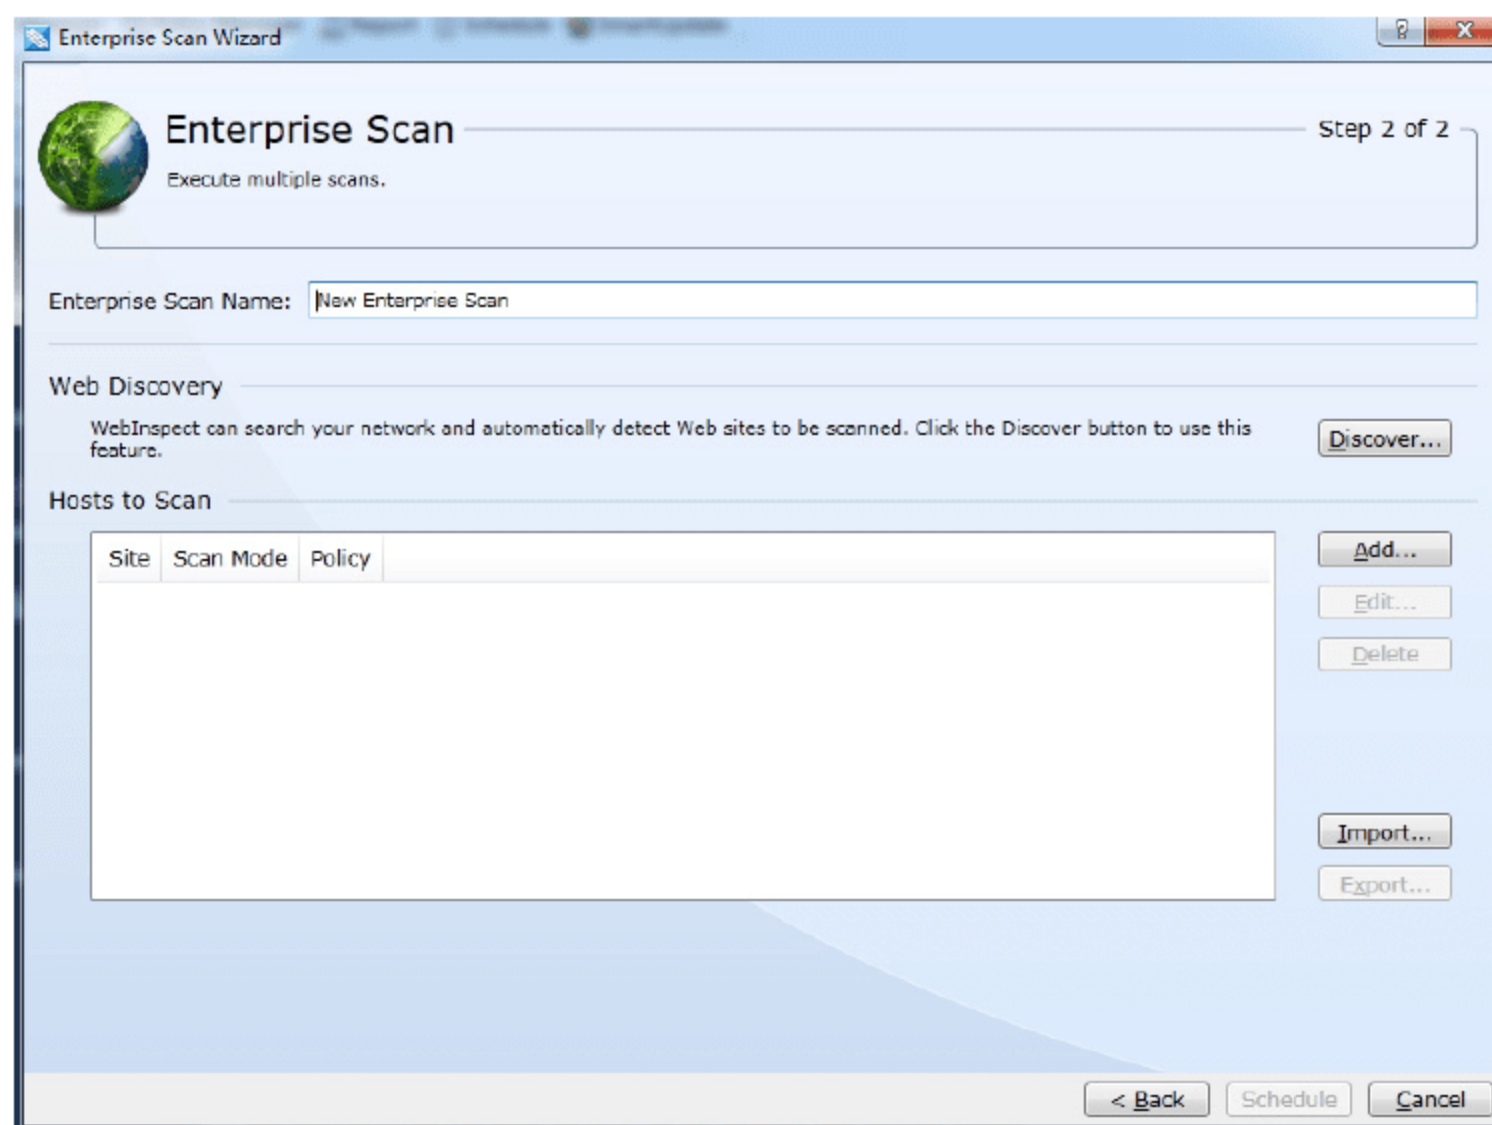 Enterprise Scan Wizard
Report Schedule SmartUpdate
Enterprise Scan
Step 2 of 2
Execute multiple scans.
Enterprise Scan Name: New Enterprise Scan
Web Discovery
WebInspect can search your network and automatically detect Web sites to be scanned. Click the Discover button to use this
feature.
Discover...
Hosts to Scan
Site Scan Mode Policy
Add...
Edit...
Delete
Import...
Export...
< Back Schedule Cancel